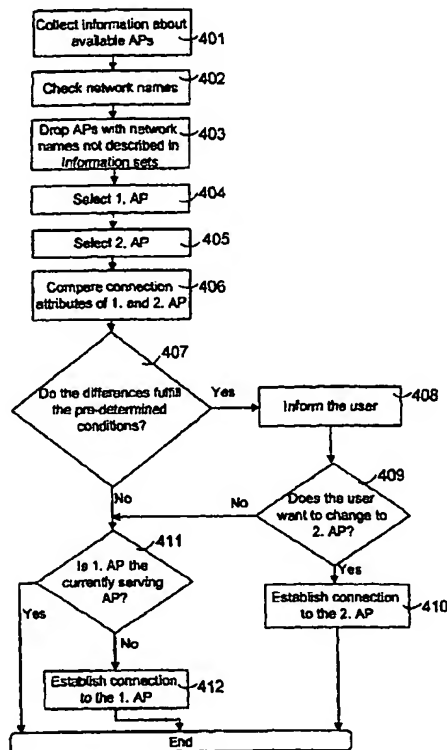 Collect information about
available APs
401
402
Check network names
Drop APs with network
names not described in
Information sets
403
Select 1. AP
404
Select 2. AP
405
Compare connection
attributes of 1. and 2. AP
406
407
Do the differences fulfill
the pre-determined
conditions?
Yes
Inform the user
408
No
409
Does the user
want to change to
2. AP?
No
411
Is 1. AP the
currently serving
AP?
Yes
Yes
Establish connection
to the 2. AP
410
No
Establish connection
to the 1. AP
412
End